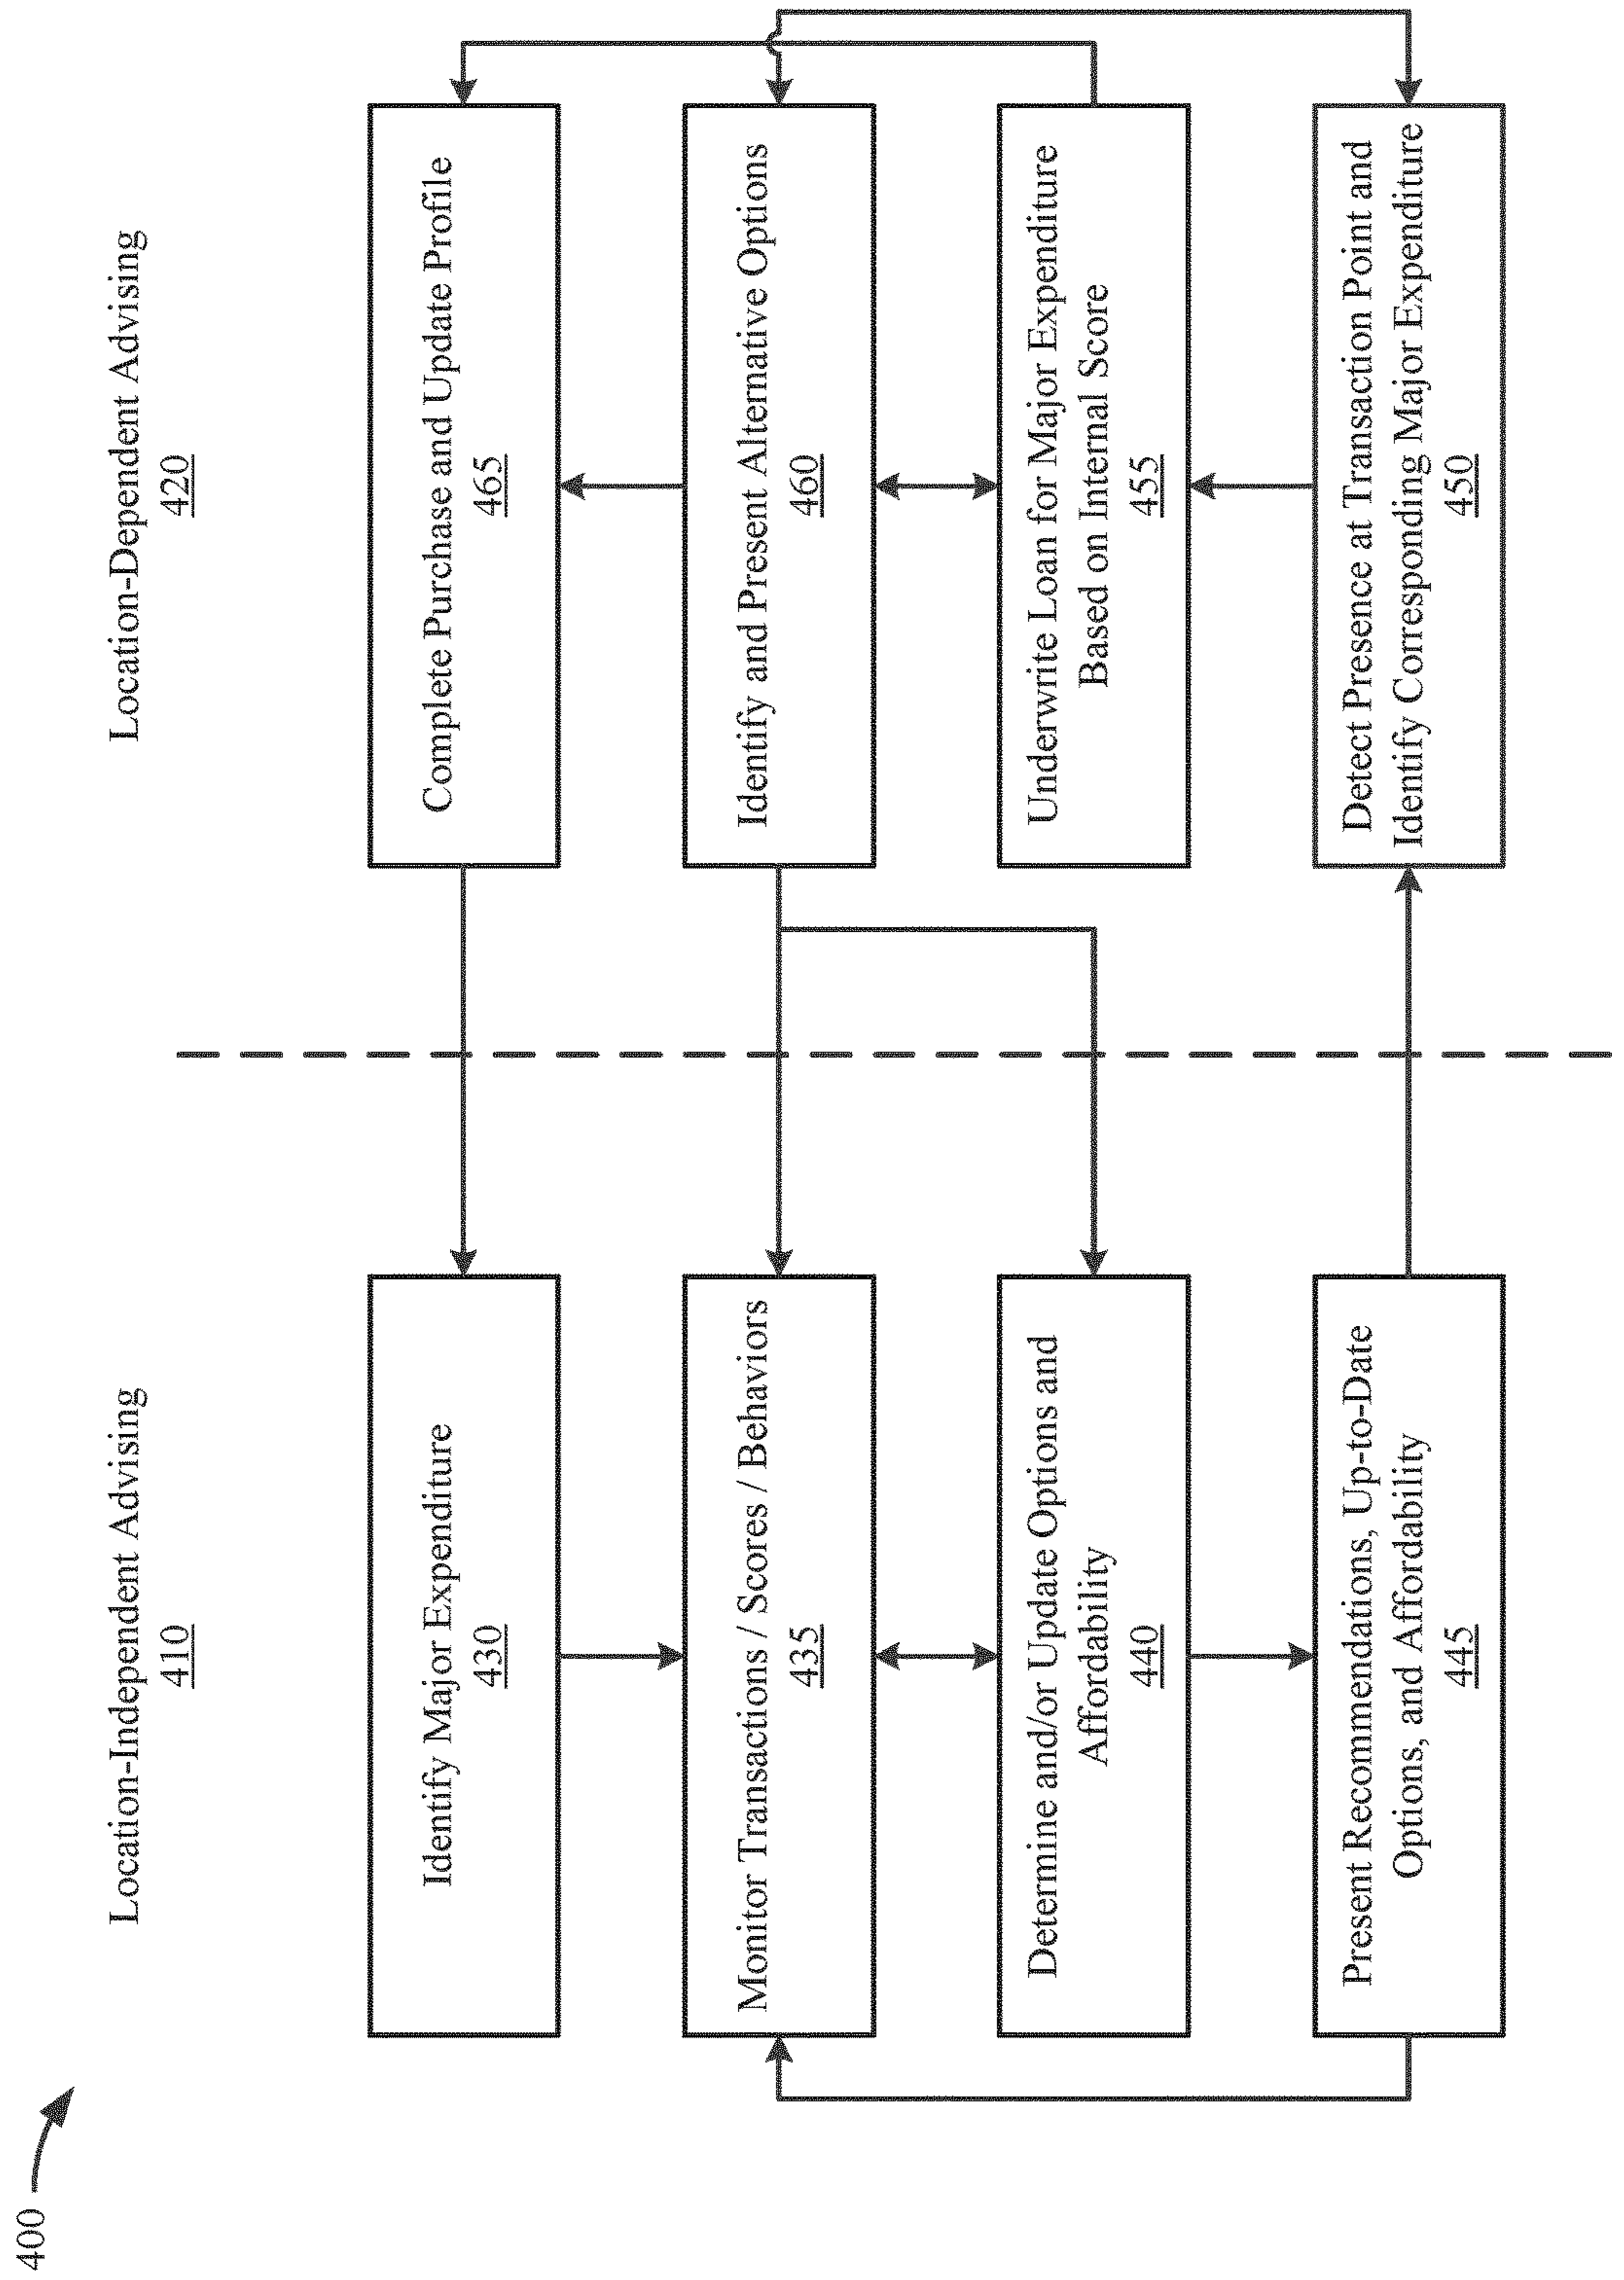 400
Location-Independent Advising
410
Identify Major Expenditure
430
Monitor Transactions / Scores / Behaviors
435
Determine and/or Update Options and
Affordability
440
Present Recommendations, Up-to-Date
Options, and Affordability
445
Location-Dependent Advising
420
Complete Purchase and Update Profile
465
Identify and Present Alternative Options
460
Underwrite Loan for Major Expenditure
Based on Internal Score
455
Detect Presence at Transaction Point and
Identify Corresponding Major Expenditure
450